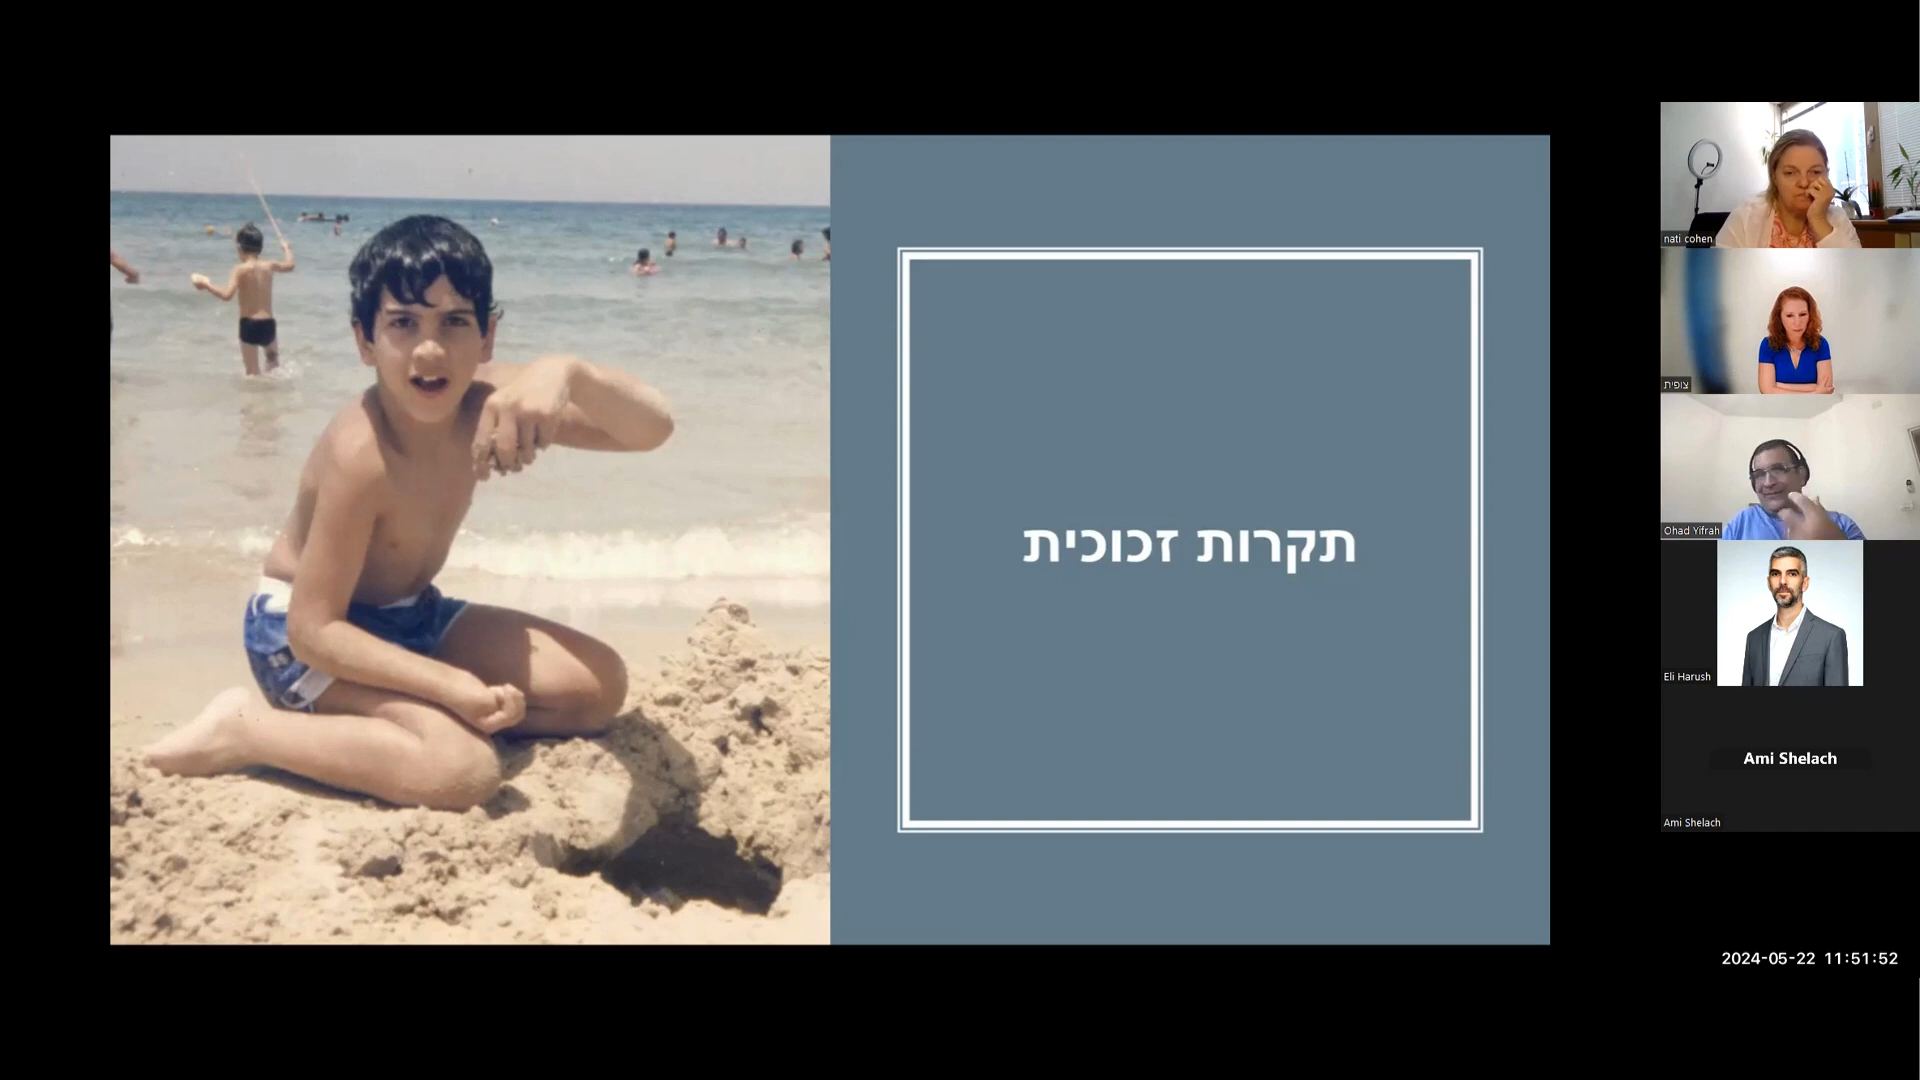 תקרות זכוכית
nati cohen
צופית
Ohad Yifrah
Eli Harush
Ami Shelach
Ami Shelach
2024-05-22 11:51:52